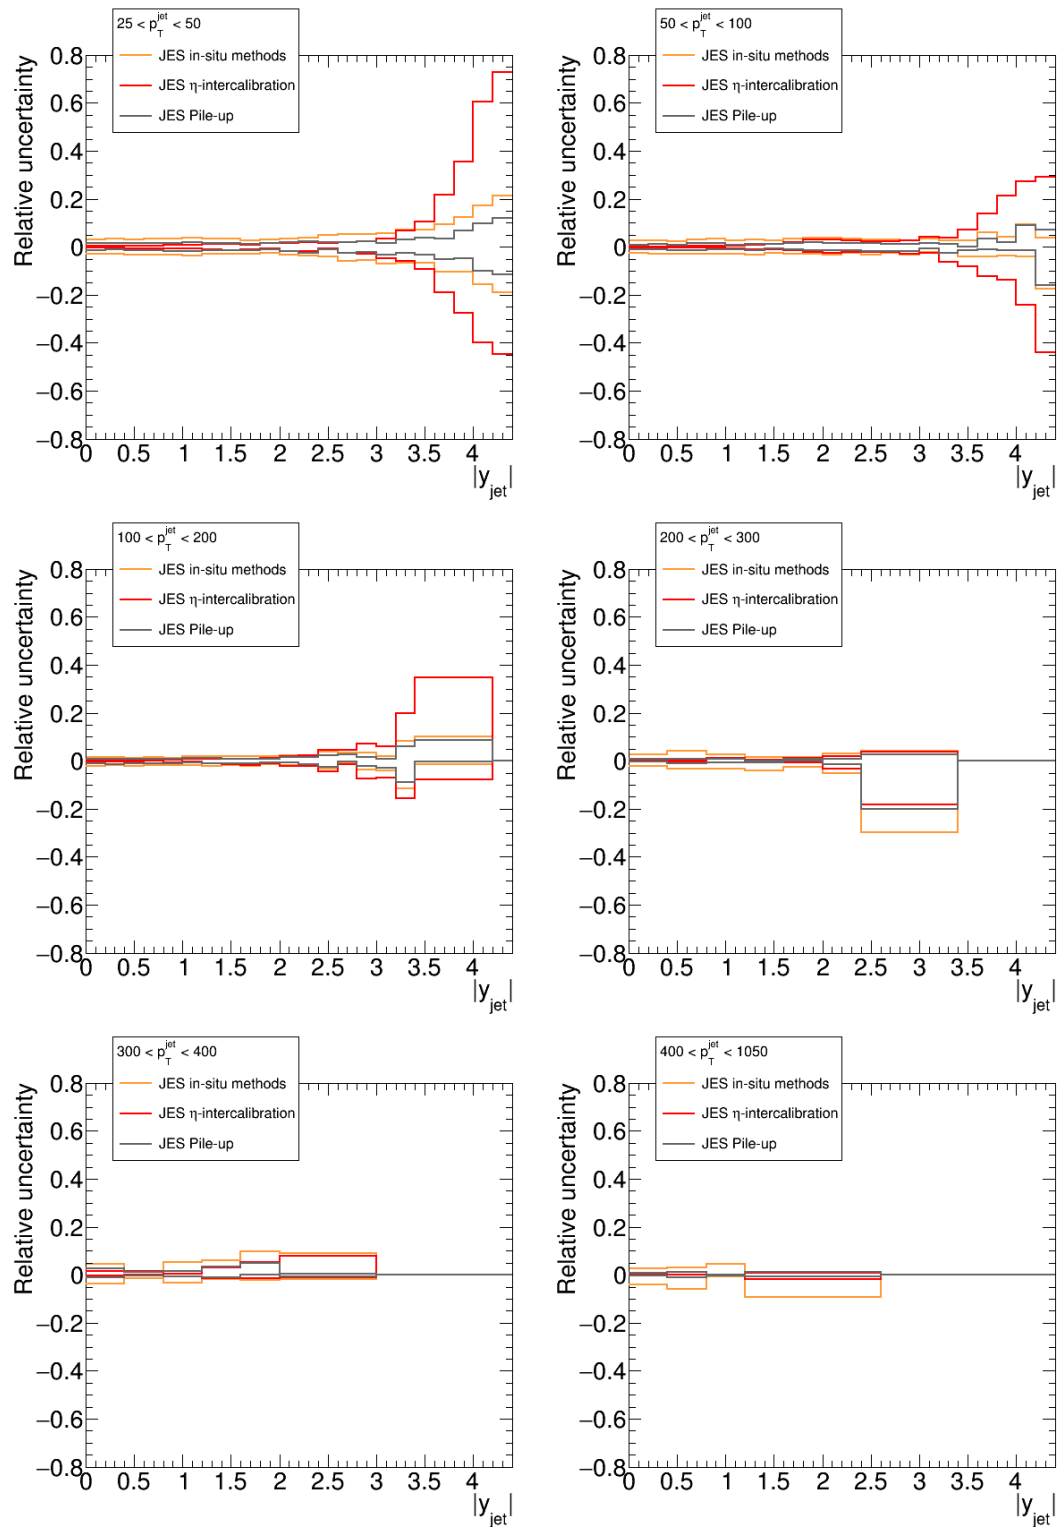 25 < p_T^jet < 50
JES in-situ methods
JES η-intercalibration
JES Pile-up
Relative uncertainty
0.8
0.6
0.4
0.2
0
−0.2
−0.4
−0.6
−0.8
0 0.5 1 1.5 2 2.5 3 3.5 4
|y_jet|
50 < p_T^jet < 100
JES in-situ methods
JES η-intercalibration
JES Pile-up
Relative uncertainty
0.8
0.6
0.4
0.2
0
−0.2
−0.4
−0.6
−0.8
0 0.5 1 1.5 2 2.5 3 3.5 4
|y_jet|
100 < p_T^jet < 200
JES in-situ methods
JES η-intercalibration
JES Pile-up
Relative uncertainty
0.8
0.6
0.4
0.2
0
−0.2
−0.4
−0.6
−0.8
0 0.5 1 1.5 2 2.5 3 3.5 4
|y_jet|
200 < p_T^jet < 300
JES in-situ methods
JES η-intercalibration
JES Pile-up
Relative uncertainty
0.8
0.6
0.4
0.2
0
−0.2
−0.4
−0.6
−0.8
0 0.5 1 1.5 2 2.5 3 3.5 4
|y_jet|
300 < p_T^jet < 400
JES in-situ methods
JES η-intercalibration
JES Pile-up
Relative uncertainty
0.8
0.6
0.4
0.2
0
−0.2
−0.4
−0.6
−0.8
0 0.5 1 1.5 2 2.5 3 3.5 4
|y_jet|
400 < p_T^jet < 1050
JES in-situ methods
JES η-intercalibration
JES Pile-up
Relative uncertainty
0.8
0.6
0.4
0.2
0
−0.2
−0.4
−0.6
−0.8
0 0.5 1 1.5 2 2.5 3 3.5 4
|y_jet|